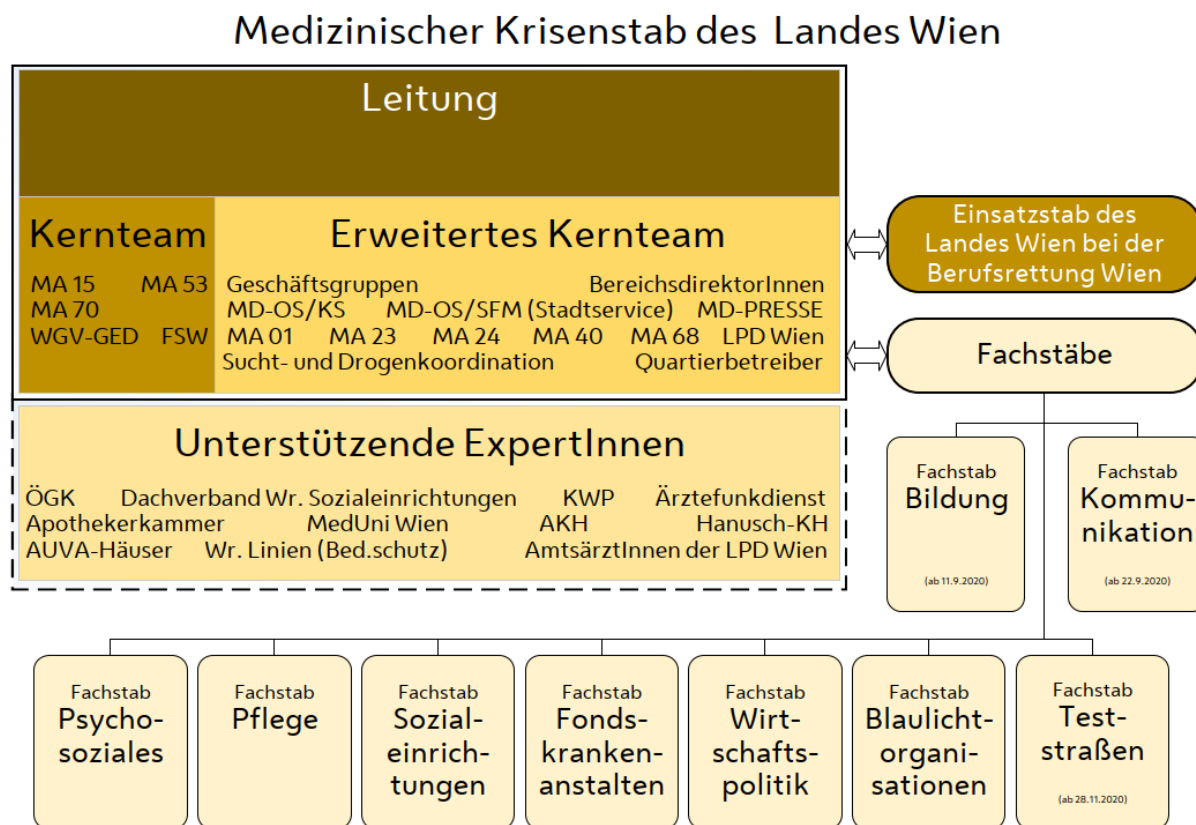 Medizinischer Krisenstab des Landes Wien
Leitung
Kernteam
MA 15 MA 53
MA 70
WGV-GED FSW
Erweitertes Kernteam
Geschäftsgruppen BereichsdirektorInnen
MD-OS/KS MD-OS/SFM (Stadtservice) MD-PRESSE
MA 01 MA 23 MA 24 MA 40 MA 68 LPD Wien
Sucht- und Drogenkoordination Quartierbetreiber
Einsatzstab des
Landes Wien bei der
Berufsrettung Wien
Fachstäbe
Unterstützende ExpertInnen
ÖGK Dachverband Wr. Sozialeinrichtungen KWP Ärztefunkdienst
Apothekerkammer MedUni Wien AKH Hanusch-KH
AUVA-Häuser Wr. Linien (Bed.schutz) AmtsärztInnen der LPD Wien
Fachstab
Bildung
(ab 11.9.2020)
Fachstab
Kommu-
nikation
(ab 22.9.2020)
Fachstab
Psycho-
soziales
Fachstab
Pflege
Fachstab
Sozial-
einrich-
tungen
Fachstab
Fonds-
kranken-
anstalten
Fachstab
Wirt-
schafts-
politik
Fachstab
Blaulicht-
organi-
sationen
Fachstab
Test-
straßen
(ab 28.11.2020)